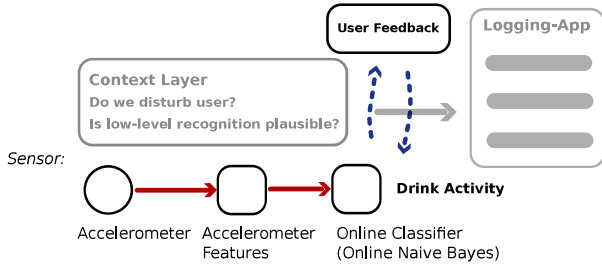 User Feedback
Logging-App
Context Layer
Do we disturb user?
Is low-level recognition plausible?
Sensor:
Drink Activity
Accelerometer
Accelerometer
Features
Online Classifier
(Online Naive Bayes)